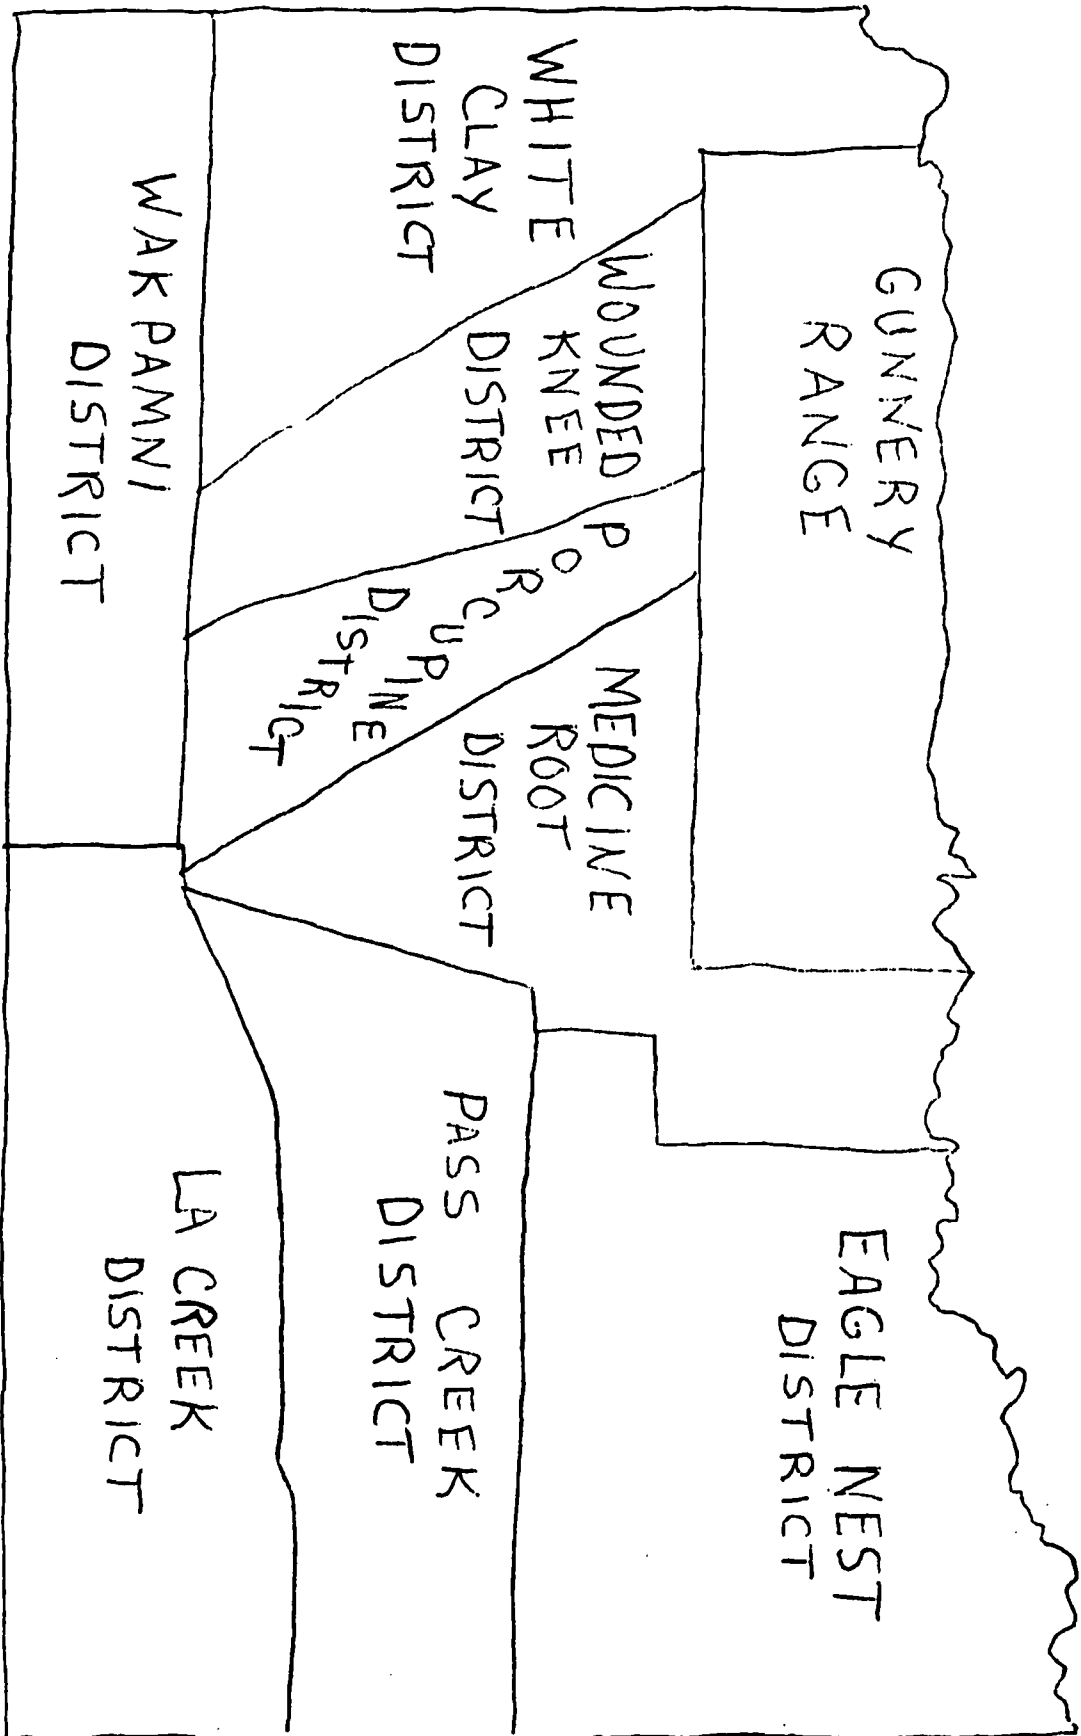 GUNNERY
RANGE
WHITE
CLAY
DISTRICT
WOUNDED
KNEE
DISTRICT
PORCUPINE
DISTRICT
MEDICINE
ROOT
DISTRICT
EAGLE NEST
DISTRICT
PASS CREEK
DISTRICT
WAKPAMNI
DISTRICT
LA CREEK
DISTRICT